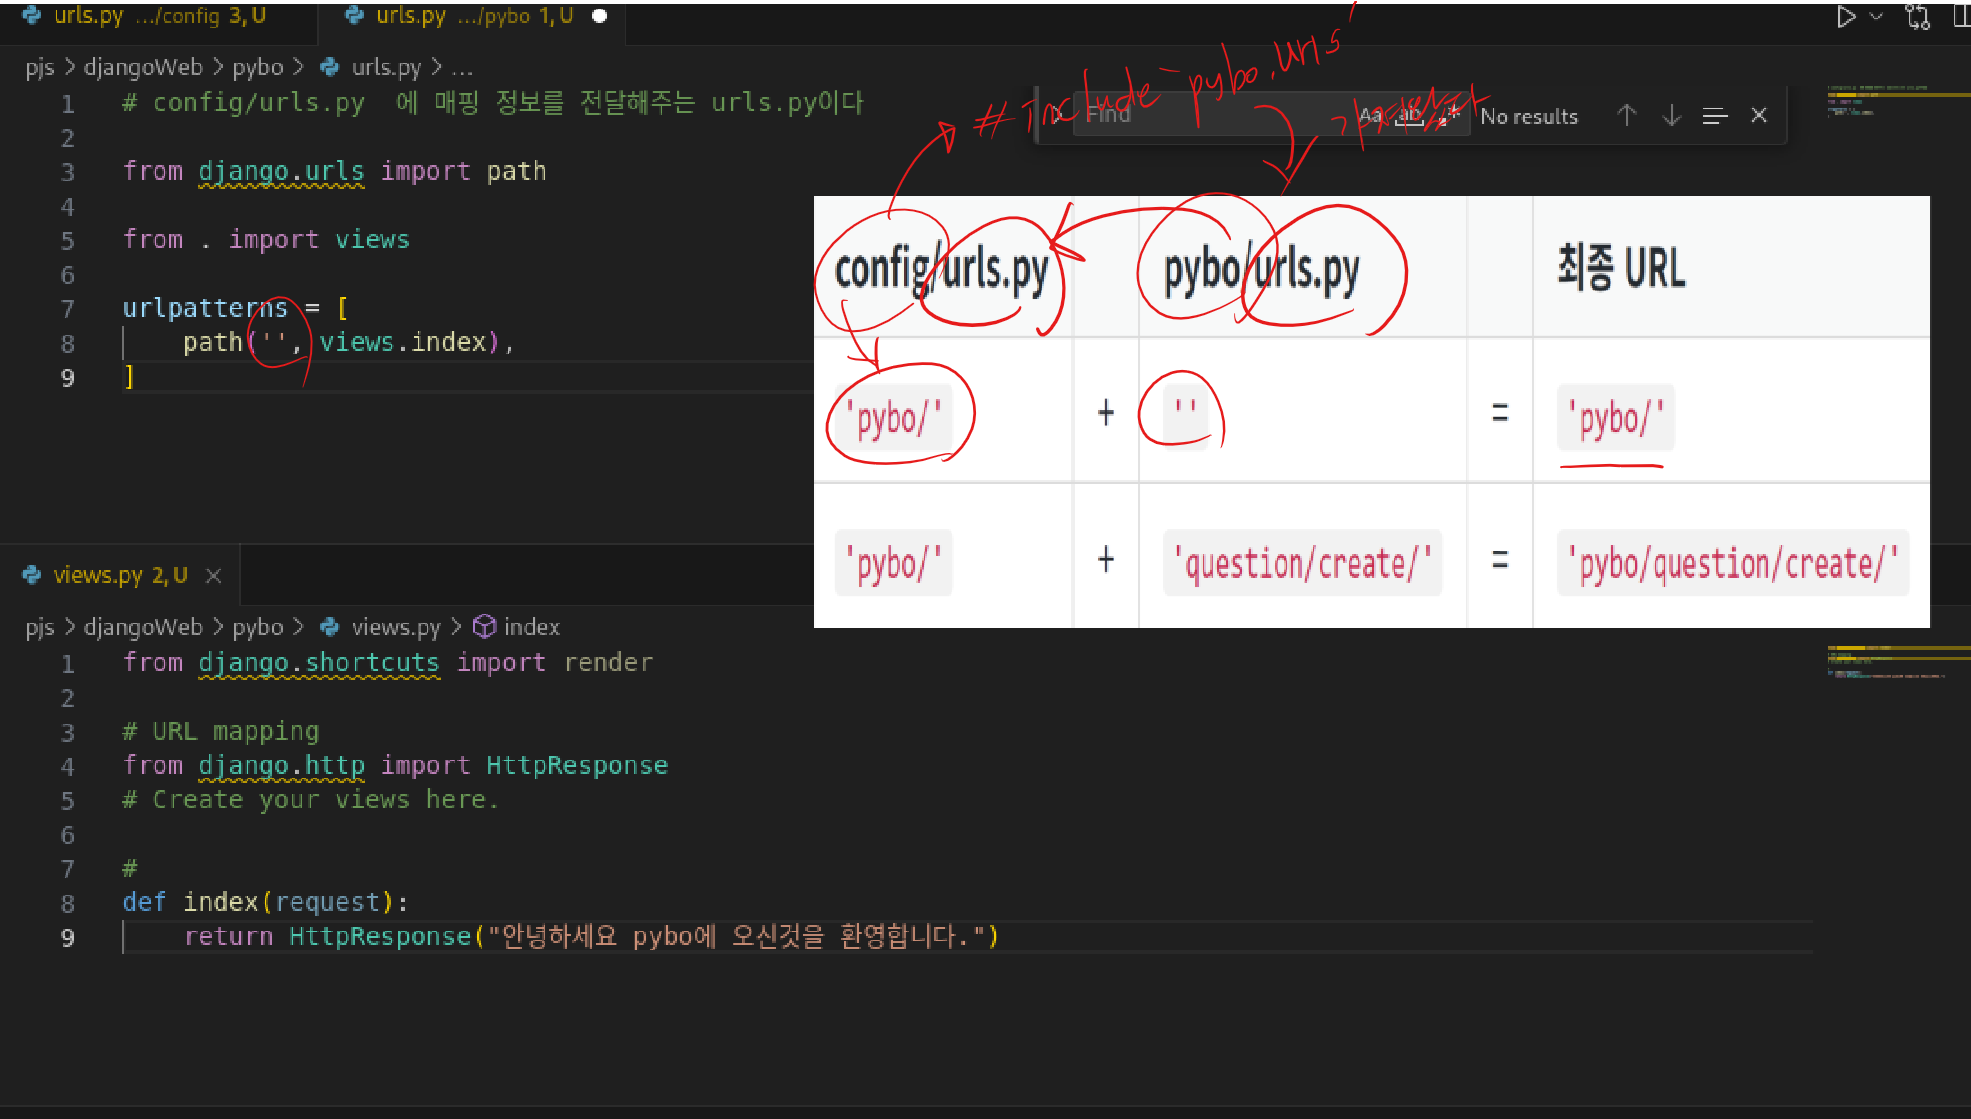 urls.py .../config 3, U
urls.py .../pybo 1, U
pjs > djangoWeb > pybo > urls.py > ...
1 # config/urls.py 에 매핑 정보를 전달해주는 urls.py이다
2
3 from django.urls import path
4
5 from . import views
6
7 urlpatterns = [
8 path('', views.index),
9 ]
# include 'pybo.urls'
Find
Aa ab .* No results
config/urls.py pybo/urls.py 최종 URL
'pybo/' + '' = 'pybo/'
'pybo/' + 'question/create/' = 'pybo/question/create/'
views.py 2, U
pjs > djangoWeb > pybo > views.py > index
1 from django.shortcuts import render
2
3 # URL mapping
4 from django.http import HttpResponse
5 # Create your views here.
6
7 #
8 def index(request):
9 return HttpResponse("안녕하세요 pybo에 오신것을 환영합니다.")